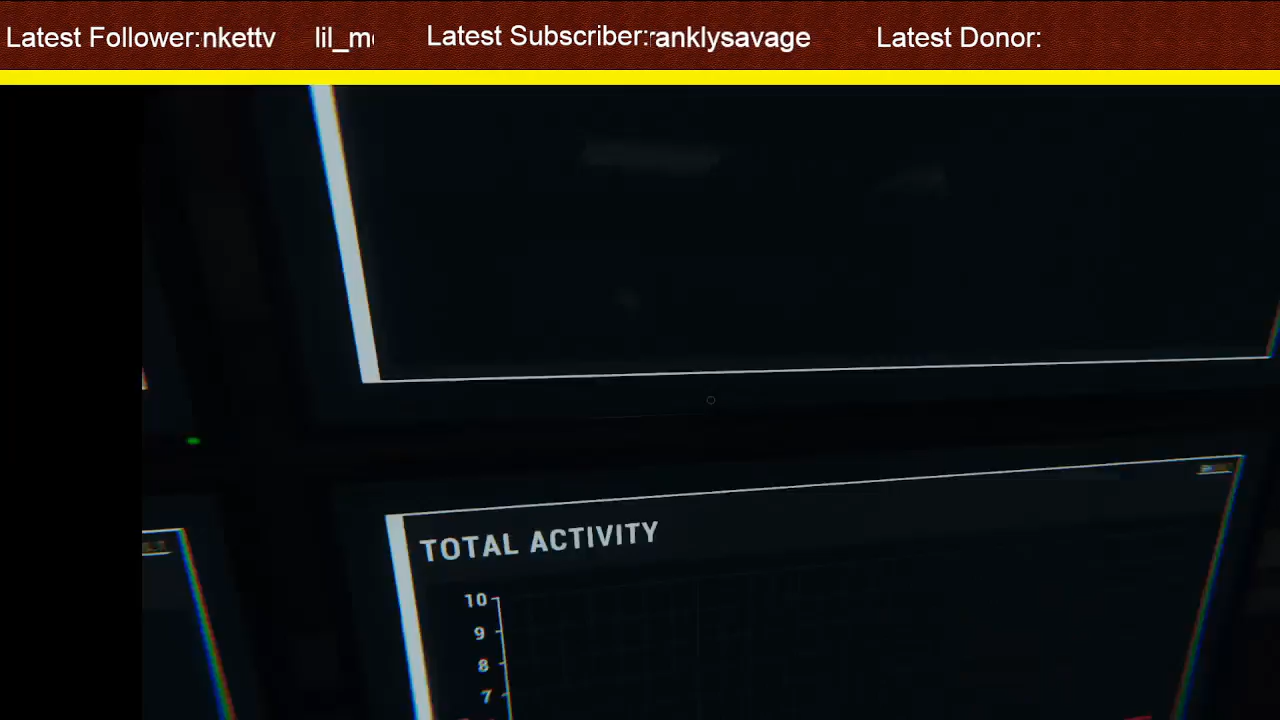 Latest Follower:nkettv lil_m Latest Subscriber:ranklysavage Latest Donor:
TOTAL ACTIVITY
10
9
8
7